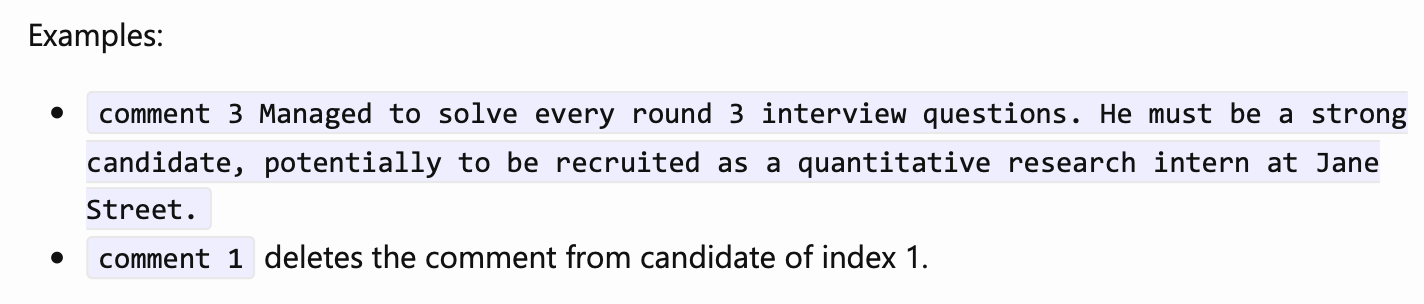 Examples:
• comment 3 Managed to solve every round 3 interview questions. He must be a strong
candidate, potentially to be recruited as a quantitative research intern at Jane
Street.
• comment 1 deletes the comment from candidate of index 1.